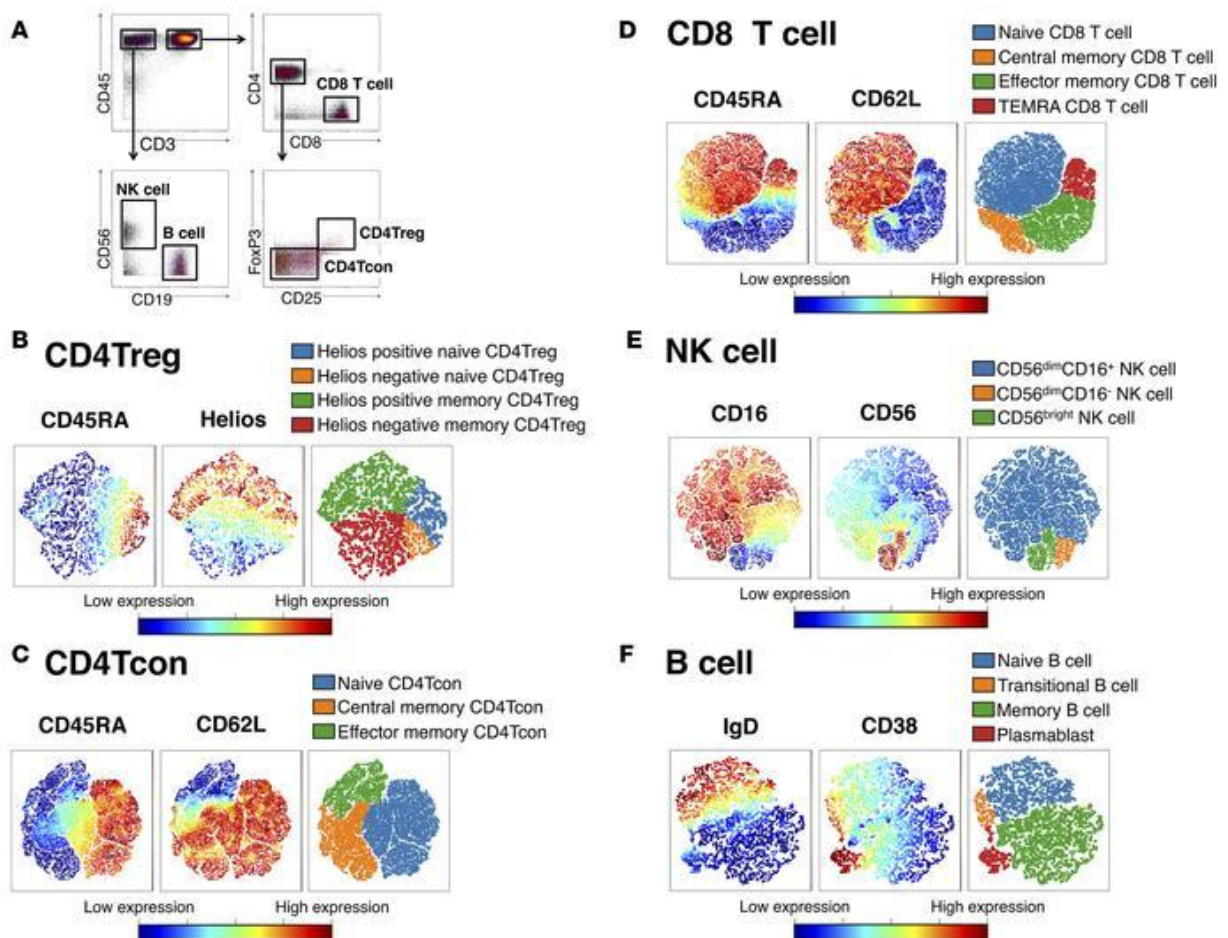 A
CD45
CD3
CD4
CD8 T cell
CD8
NK cell
B cell
CD56
CD19
CD4Treg
CD4Tcon
FoxP3
CD25
B CD4Treg
Helios positive naive CD4Treg
Helios negative naive CD4Treg
Helios positive memory CD4Treg
Helios negative memory CD4Treg
CD45RA Helios
Low expression High expression
C CD4Tcon
Naive CD4Tcon
Central memory CD4Tcon
Effector memory CD4Tcon
CD45RA CD62L
Low expression High expression
D CD8 T cell
Naive CD8 T cell
Central memory CD8 T cell
Effector memory CD8 T cell
TEMRA CD8 T cell
CD45RA CD62L
Low expression High expression
E NK cell
CD56dimCD16+ NK cell
CD56dimCD16- NK cell
CD56bright NK cell
CD16 CD56
Low expression High expression
F B cell
Naive B cell
Transitional B cell
Memory B cell
Plasmablast
IgD CD38
Low expression High expression